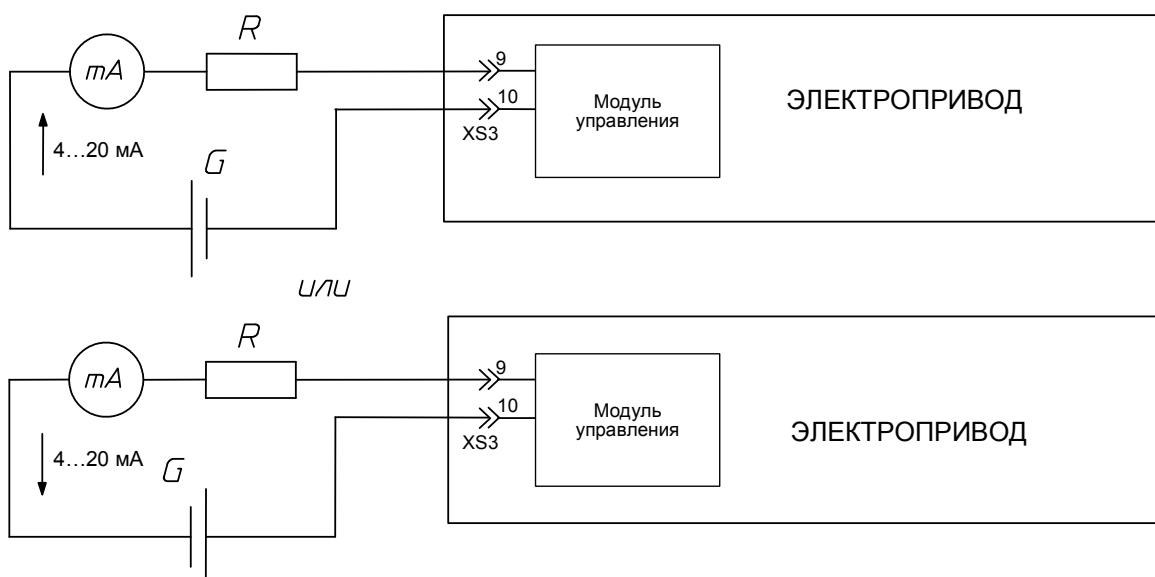 R
mA
9
10
XS3
Модуль
управления
ЭЛЕКТРОПРИВОД
4...20 мА
G
или
R
mA
9
10
XS3
Модуль
управления
ЭЛЕКТРОПРИВОД
4...20 мА
G